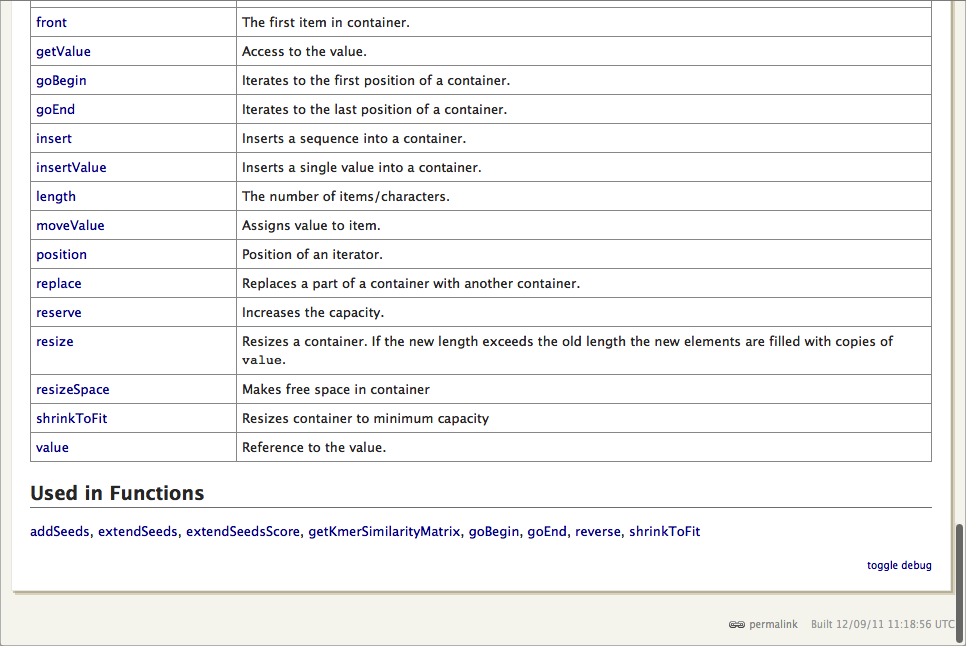 front The first item in container.
getValue Access to the value.
goBegin Iterates to the first position of a container.
goEnd Iterates to the last position of a container.
insert Inserts a sequence into a container.
insertValue Inserts a single value into a container.
length The number of items/characters.
moveValue Assigns value to item.
position Position of an iterator.
replace Replaces a part of a container with another container.
reserve Increases the capacity.
resize Resizes a container. If the new length exceeds the old length the new elements are filled with copies of
value.
resizeSpace Makes free space in container
shrinkToFit Resizes container to minimum capacity
value Reference to the value.
Used in Functions
addSeeds, extendSeeds, extendSeedsScore, getKmerSimilarityMatrix, goBegin, goEnd, reverse, shrinkToFit
toggle debug
permalink Built 12/09/11 11:18:56 UTC